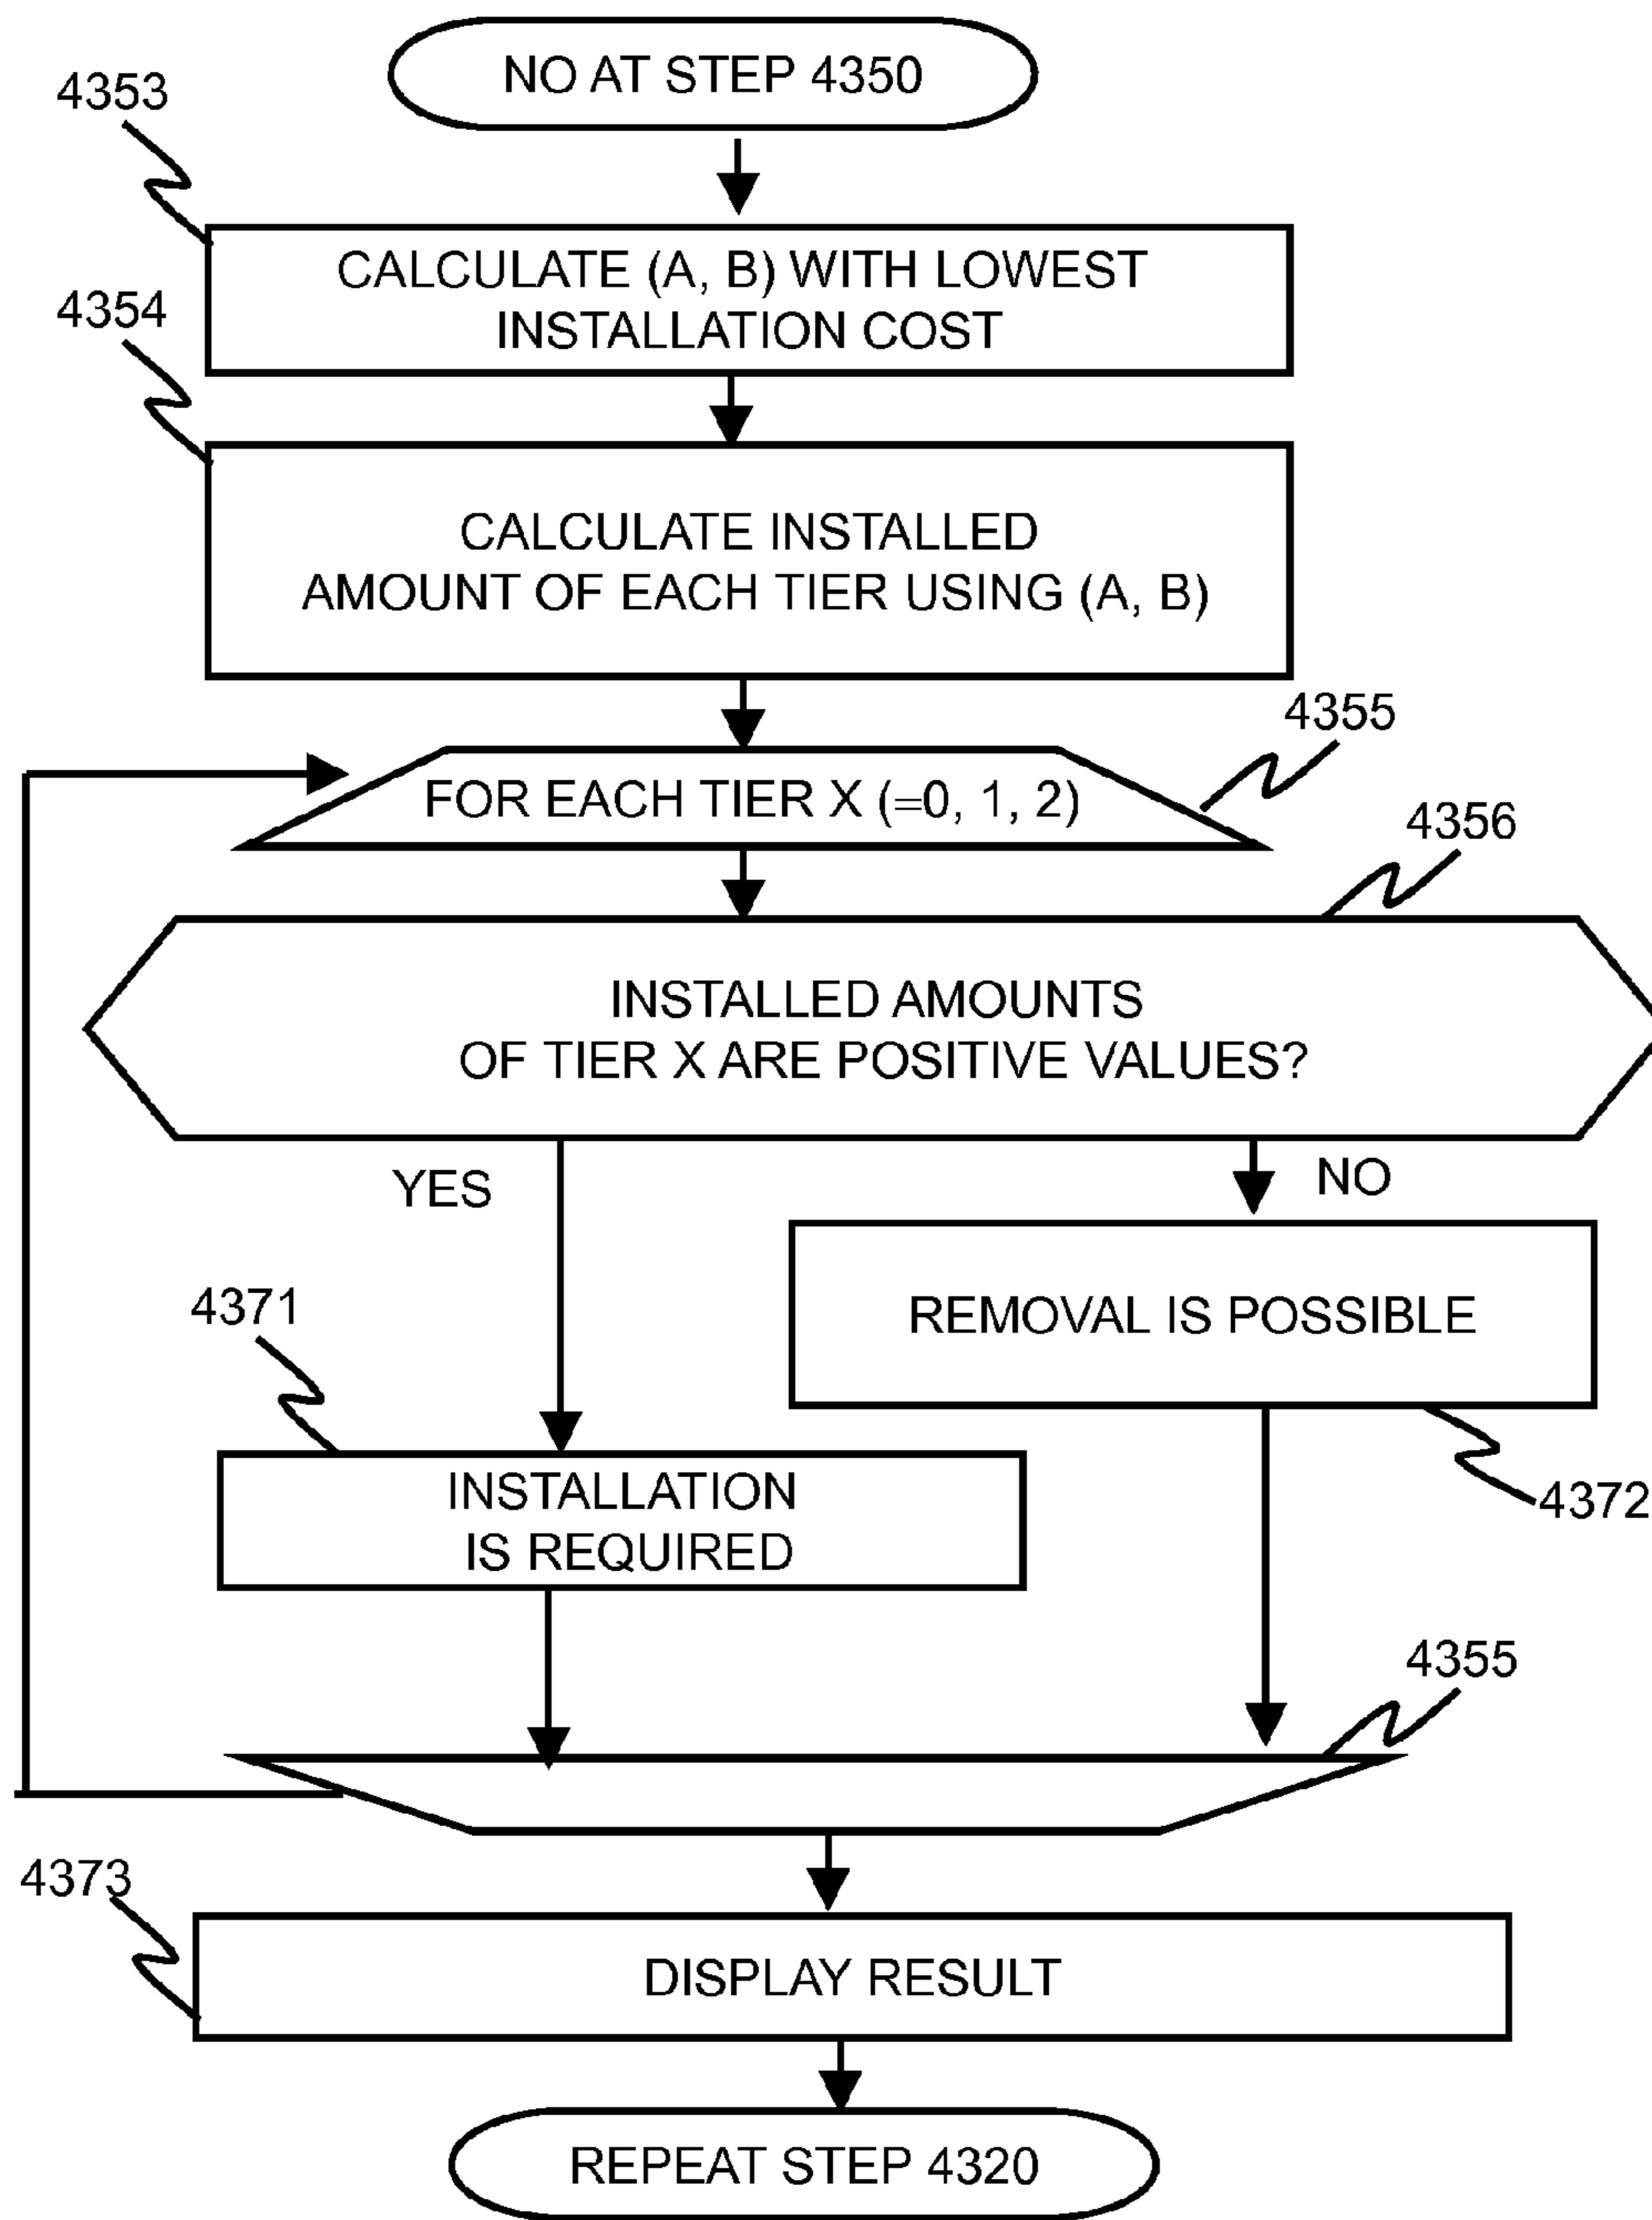 NO AT STEP 4350
4353
CALCULATE (A, B) WITH LOWEST
INSTALLATION COST
4354
CALCULATE INSTALLED
AMOUNT OF EACH TIER USING (A, B)
4355
FOR EACH TIER X (=0, 1, 2)
4356
INSTALLED AMOUNTS
OF TIER X ARE POSITIVE VALUES?
YES
NO
REMOVAL IS POSSIBLE
4371
4372
INSTALLATION
IS REQUIRED
4355
4373
DISPLAY RESULT
REPEAT STEP 4320